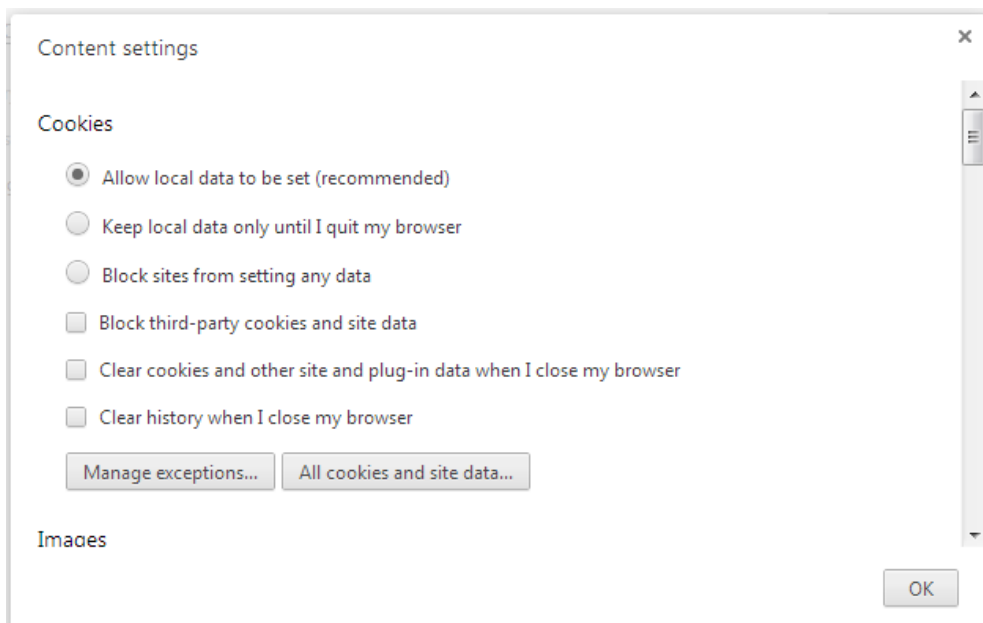 Content settings
Cookies
Allow local data to be set (recommended)
Keep local data only until I quit my browser
Block sites from setting any data
Block third-party cookies and site data
Clear cookies and other site and plug-in data when I close my browser
Clear history when I close my browser
Manage exceptions... All cookies and site data...
Images
OK